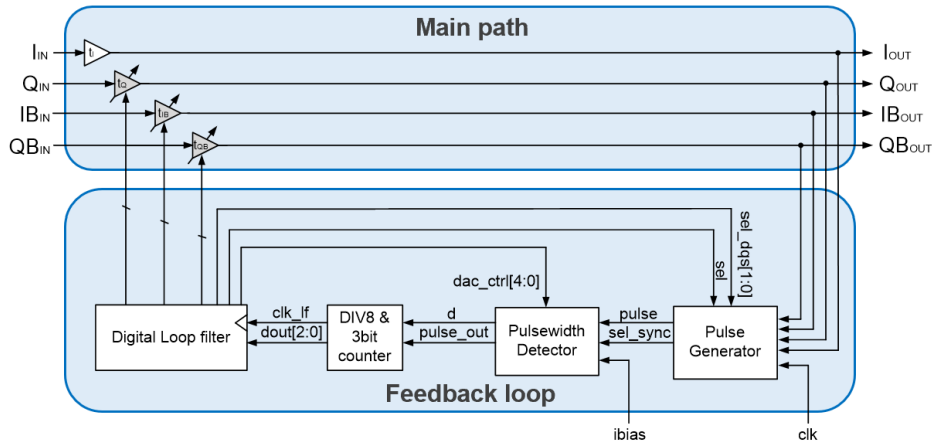 Main path
IIN
tI
IOUT
QIN
tQ
QOUT
IBIN
tIB
IBOUT
QBIN
tQB
QBOUT
sel_dqs[1:0]
sel
dac_ctrl[4:0]
Digital Loop filter
clk_lf
dout[2:0]
DIV8 &
3bit
counter
d
pulse_out
Pulsewidth
Detector
pulse
sel_sync
Pulse
Generator
Feedback loop
ibias
clk